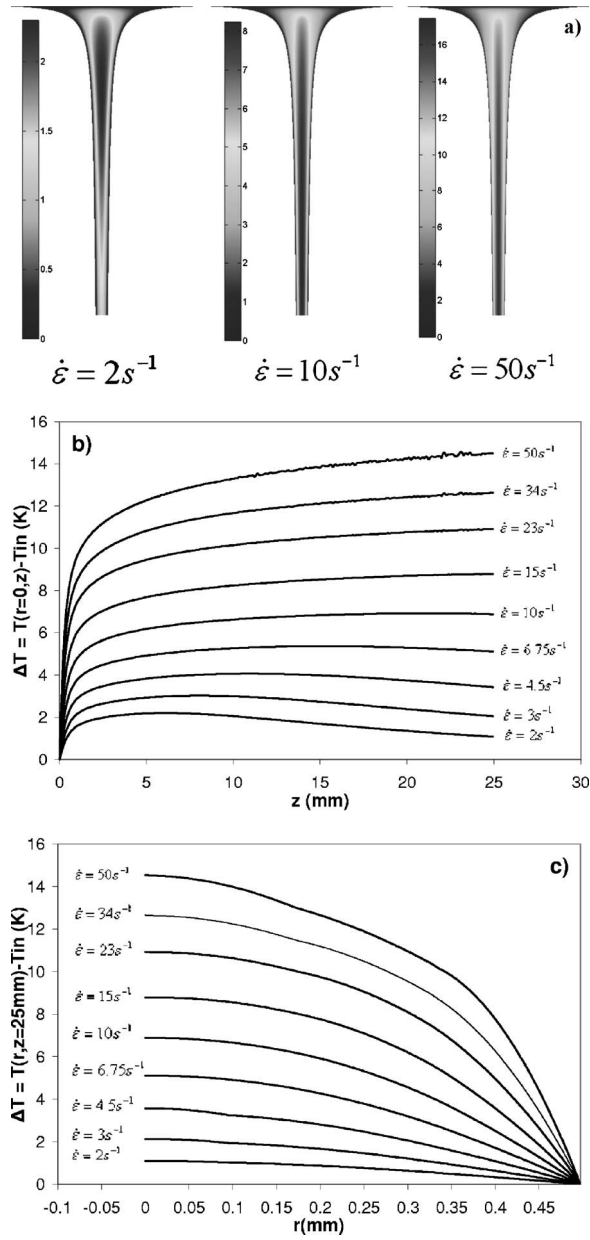 a)
2
1.5
1
0.5
0
8
7
6
5
4
3
2
1
0
16
14
12
10
8
6
4
2
0
ε̇ = 2s⁻¹
ε̇ = 10s⁻¹
ε̇ = 50s⁻¹
b)
ΔT = T(r=0,z)-Tin (K)
16
14
12
10
8
6
4
2
0
ε̇ = 50s⁻¹
ε̇ = 34s⁻¹
ε̇ = 23s⁻¹
ε̇ = 15s⁻¹
ε̇ = 10s⁻¹
ε̇ = 6.75s⁻¹
ε̇ = 4.5s⁻¹
ε̇ = 3s⁻¹
ε̇ = 2s⁻¹
0 5 10 15 20 25 30
z (mm)
c)
ΔT = T(r,z=25mm)-Tin (K)
16
14
12
10
8
6
4
2
0
ε̇ = 50s⁻¹
ε̇ = 34s⁻¹
ε̇ = 23s⁻¹
ε̇ = 15s⁻¹
ε̇ = 10s⁻¹
ε̇ = 6.75s⁻¹
ε̇ = 4.5s⁻¹
ε̇ = 3s⁻¹
ε̇ = 2s⁻¹
-0.1 -0.05 0 0.05 0.1 0.15 0.2 0.25 0.3 0.35 0.4 0.45
r(mm)